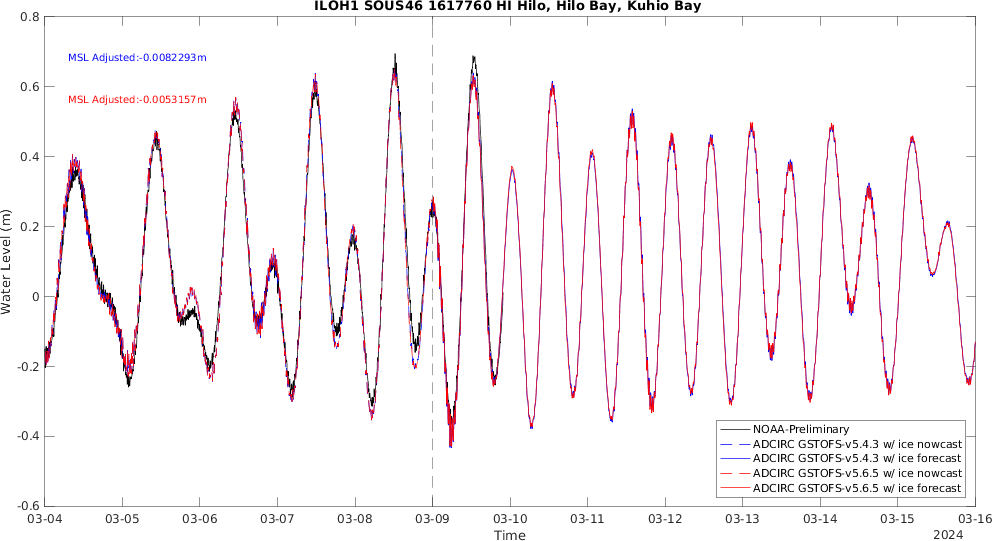 ILOH1 SOUS46 1617760 HI Hilo, Hilo Bay, Kuhio Bay
0.8
0.6
0.4
0.2
0
-0.2
-0.4
-0.6
Water Level (m)
MSL Adjusted:-0.0082293m
MSL Adjusted:-0.0053157m
NOAA-Preliminary
ADCIRC GSTOFS-v5.4.3 w/ ice nowcast
ADCIRC GSTOFS-v5.4.3 w/ ice forecast
ADCIRC GSTOFS-v5.6.5 w/ ice nowcast
ADCIRC GSTOFS-v5.6.5 w/ ice forecast
03-04 03-05 03-06 03-07 03-08 03-09 03-10 03-11 03-12 03-13 03-14 03-15 03-16
Time
2024